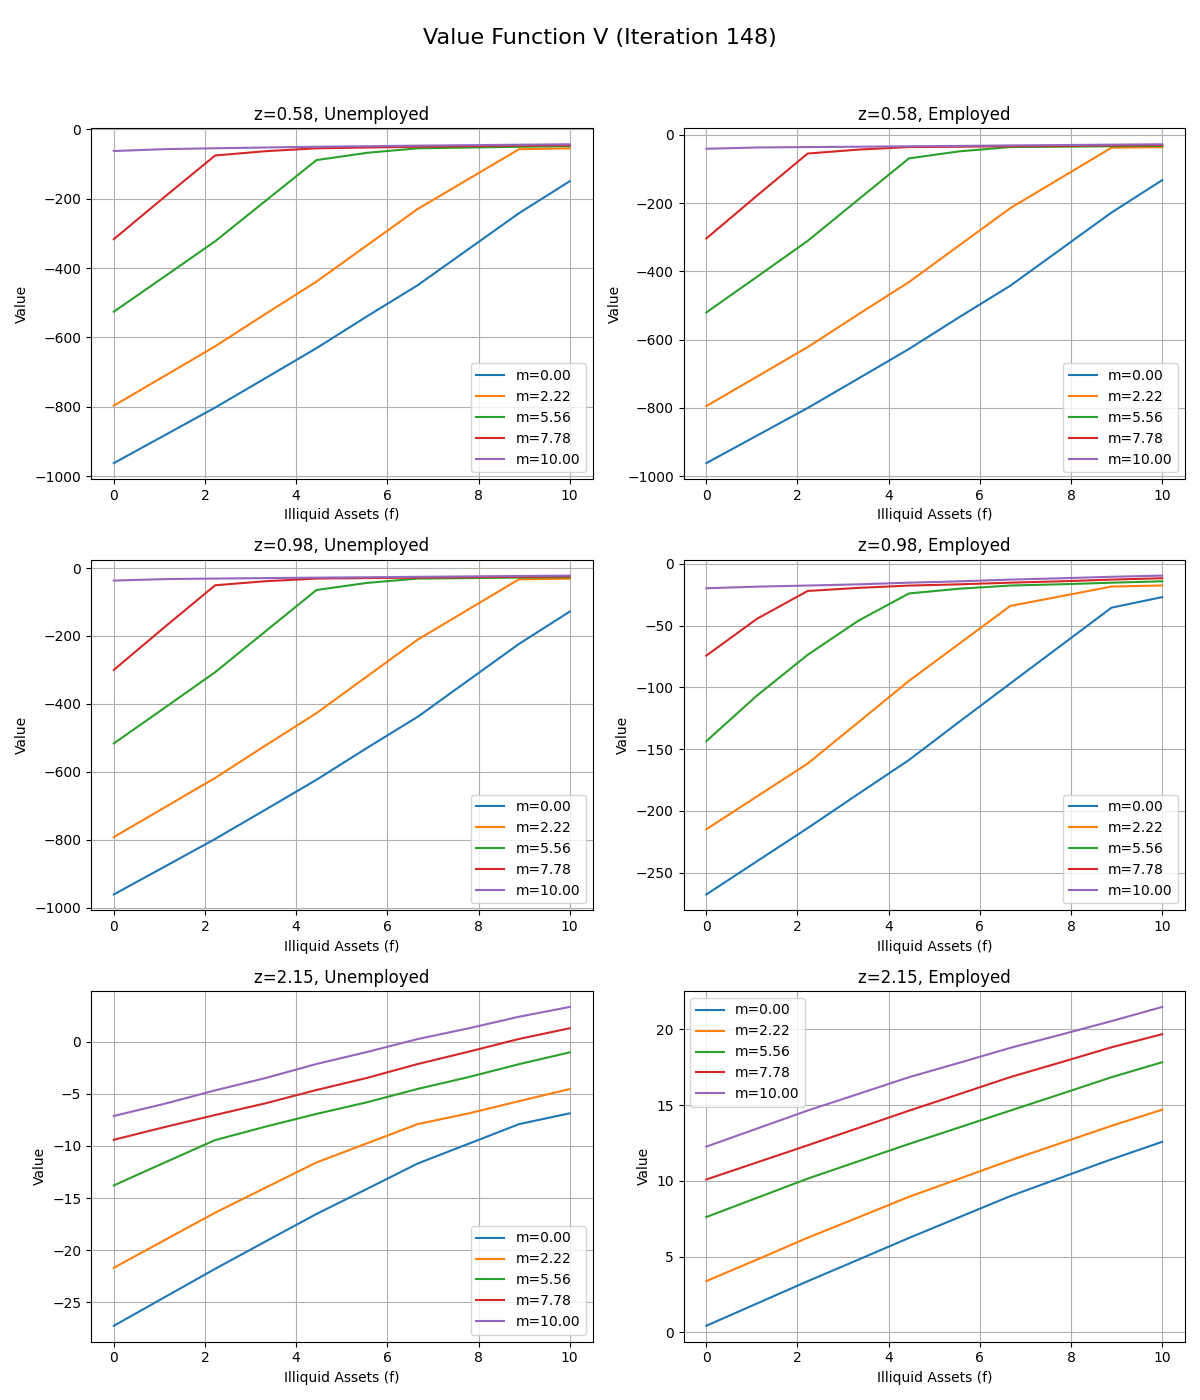 Value Function V (Iteration 148)
z=0.58, Unemployed
0
−200
−400
−600
−800
−1000
Value
0 2 4 6 8 10
Illiquid Assets (f)
m=0.00
m=2.22
m=5.56
m=7.78
m=10.00
z=0.58, Employed
0
−200
−400
−600
−800
−1000
Value
0 2 4 6 8 10
Illiquid Assets (f)
m=0.00
m=2.22
m=5.56
m=7.78
m=10.00
z=0.98, Unemployed
0
−200
−400
−600
−800
−1000
Value
0 2 4 6 8 10
Illiquid Assets (f)
m=0.00
m=2.22
m=5.56
m=7.78
m=10.00
z=0.98, Employed
0
−50
−100
−150
−200
−250
Value
0 2 4 6 8 10
Illiquid Assets (f)
m=0.00
m=2.22
m=5.56
m=7.78
m=10.00
z=2.15, Unemployed
0
−5
−10
−15
−20
−25
Value
0 2 4 6 8 10
Illiquid Assets (f)
m=0.00
m=2.22
m=5.56
m=7.78
m=10.00
z=2.15, Employed
20
15
10
5
0
Value
0 2 4 6 8 10
Illiquid Assets (f)
m=0.00
m=2.22
m=5.56
m=7.78
m=10.00